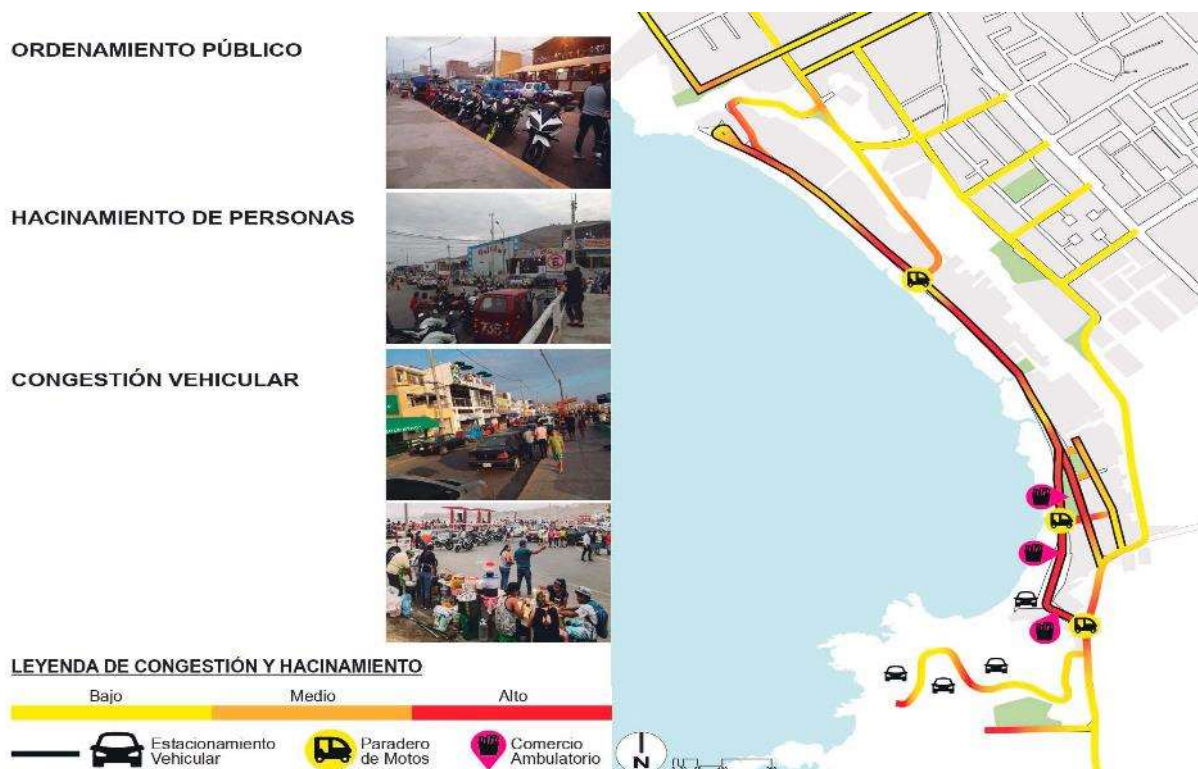 ORDENAMIENTO PÚBLICO
HACINAMIENTO DE PERSONAS
CONGESTIÓN VEHICULAR
LEYENDA DE CONGESTIÓN Y HACINAMIENTO
Bajo Medio Alto
Estacionamiento
Vehicular
Paradero
de Motos
Comercio
Ambulatorio
N